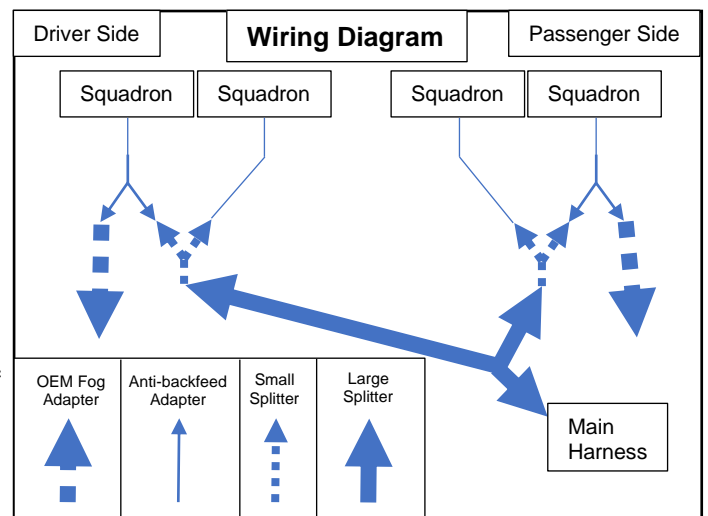 Driver Side
Wiring Diagram
Passenger Side
Squadron
Squadron
Squadron
Squadron
OEM Fog
Adapter
Anti-backfeed
Adapter
Small
Splitter
Large
Splitter
Main
Harness